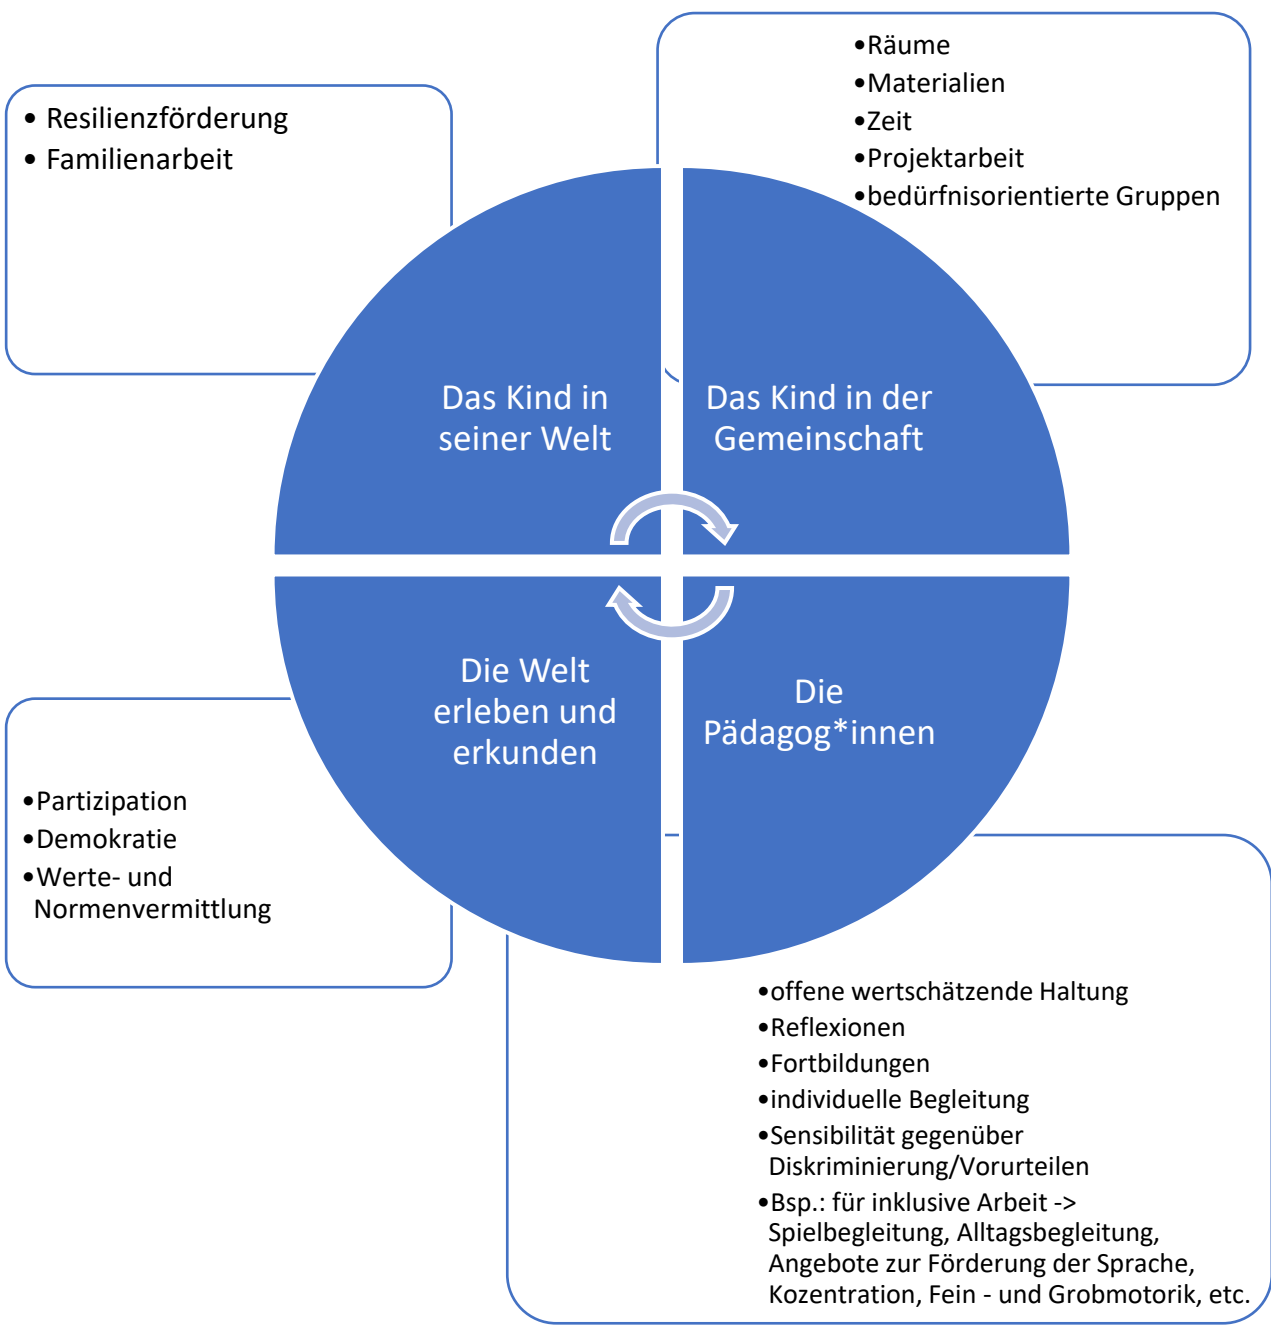 • Resilienzförderung
• Familienarbeit
•Räume
•Materialien
•Zeit
•Projektarbeit
•bedürfnisorientierte Gruppen
Das Kind in
seiner Welt
Das Kind in der
Gemeinschaft
Die Welt
erleben und
erkunden
Die
Pädagog*innen
•Partizipation
•Demokratie
•Werte- und
Normenvermittlung
•offene wertschätzende Haltung
•Reflexionen
•Fortbildungen
•individuelle Begleitung
•Sensibilität gegenüber
Diskriminierung/Vorurteilen
•Bsp.: für inklusive Arbeit ->
Spielbegleitung, Alltagsbegleitung,
Angebote zur Förderung der Sprache,
Kozentration, Fein - und Grobmotorik, etc.